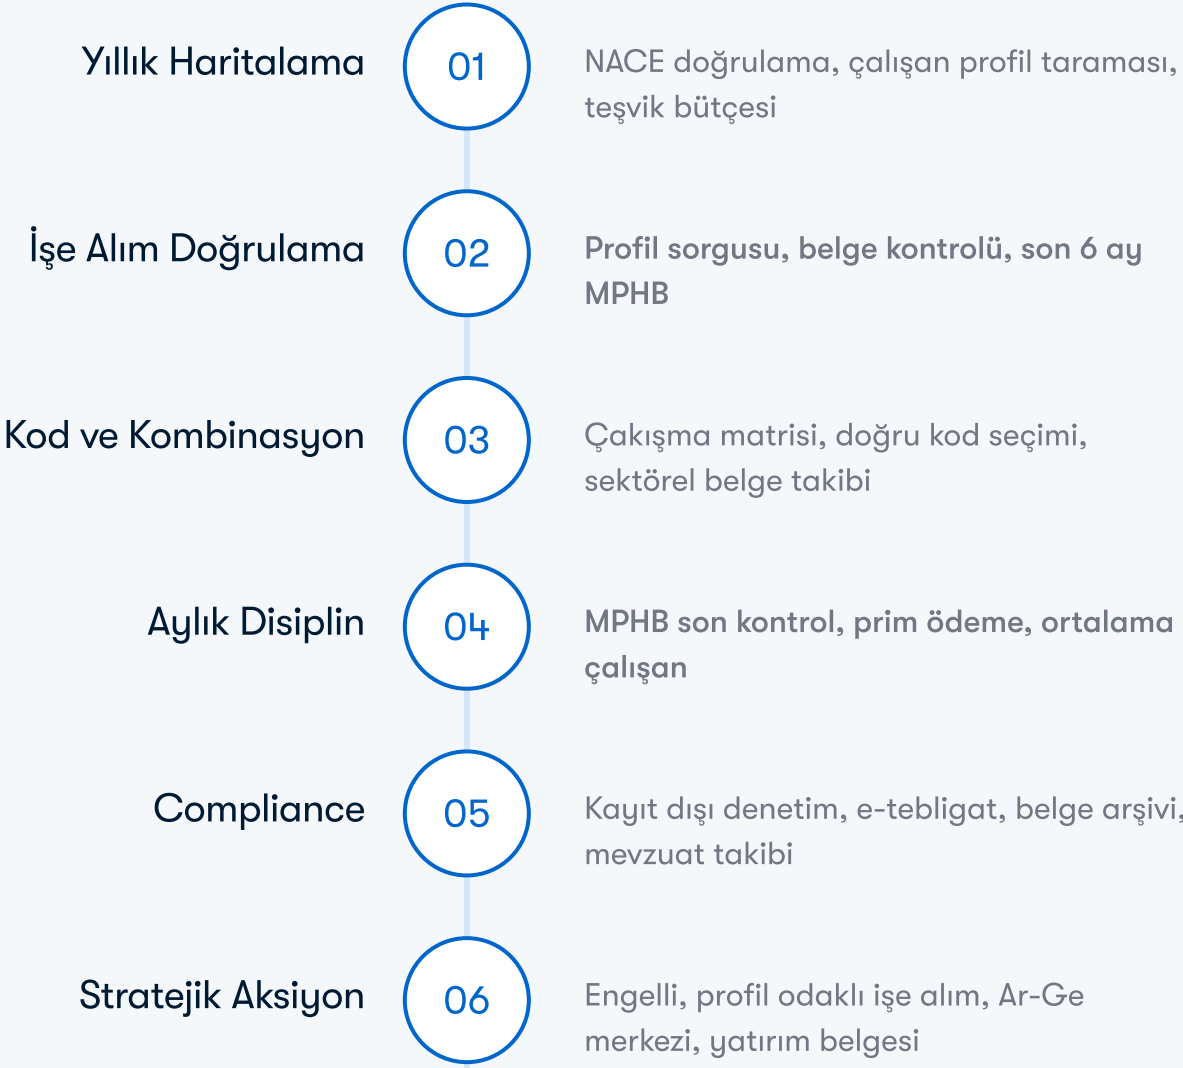 Yıllık Haritalama
01
NACE doğrulama, çalışan profil taraması,
teşvik bütçesi
İşe Alım Doğrulama
02
Profil sorgusu, belge kontrolü, son 6 ay
MPHB
Kod ve Kombinasyon
03
Çakışma matrisi, doğru kod seçimi,
sektörel belge takibi
Aylık Disiplin
04
MPHB son kontrol, prim ödeme, ortalama
çalışan
Compliance
05
Kayıt dışı denetim, e-tebligat, belge arşivi,
mevzuat takibi
Stratejik Aksiyon
06
Engelli, profil odaklı işe alım, Ar-Ge
merkezi, yatırım belgesi